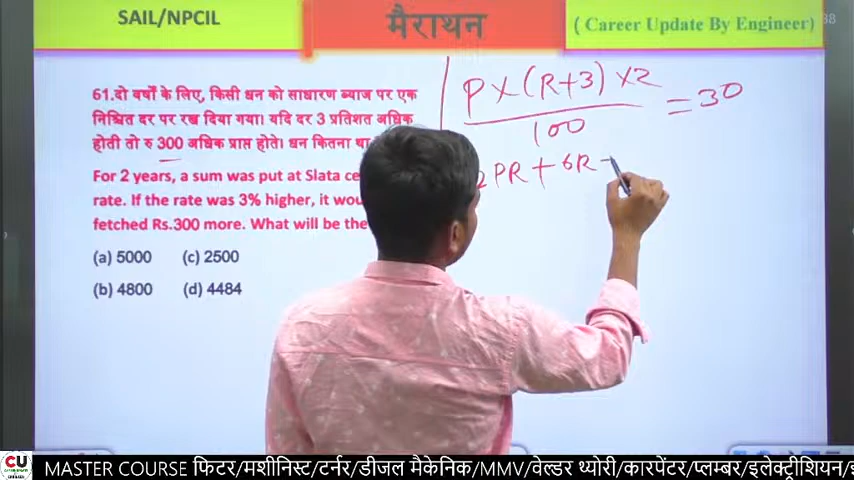 SAIL/NPCIL
मैराथन
( Career Update By Engineer)
38
61.दो वर्षों के लिए, किसी धन को साधारण ब्याज पर एक
निश्चित दर पर रखा गया। यदि दर 3 प्रतिशत अधिक
होती तो रु 300 अधिक प्राप्त होते। धन कितना
For 2 years, a sum was put at Slata
rate. If the rate was 3% higher, it
fetched Rs.300 more. What will be the
(a) 5000 (c) 2500
(b) 4800 (d) 4484
P×(R+3)×2
100
=30
2PR+6R-
CU
MASTER COURSE फिटर/मशीनिस्ट/टर्नर/डीजल मैकेनिक/MMV/वेल्डर थ्योरी/कारपेंटर/प्लम्बर/इलेक्ट्रीशियन/